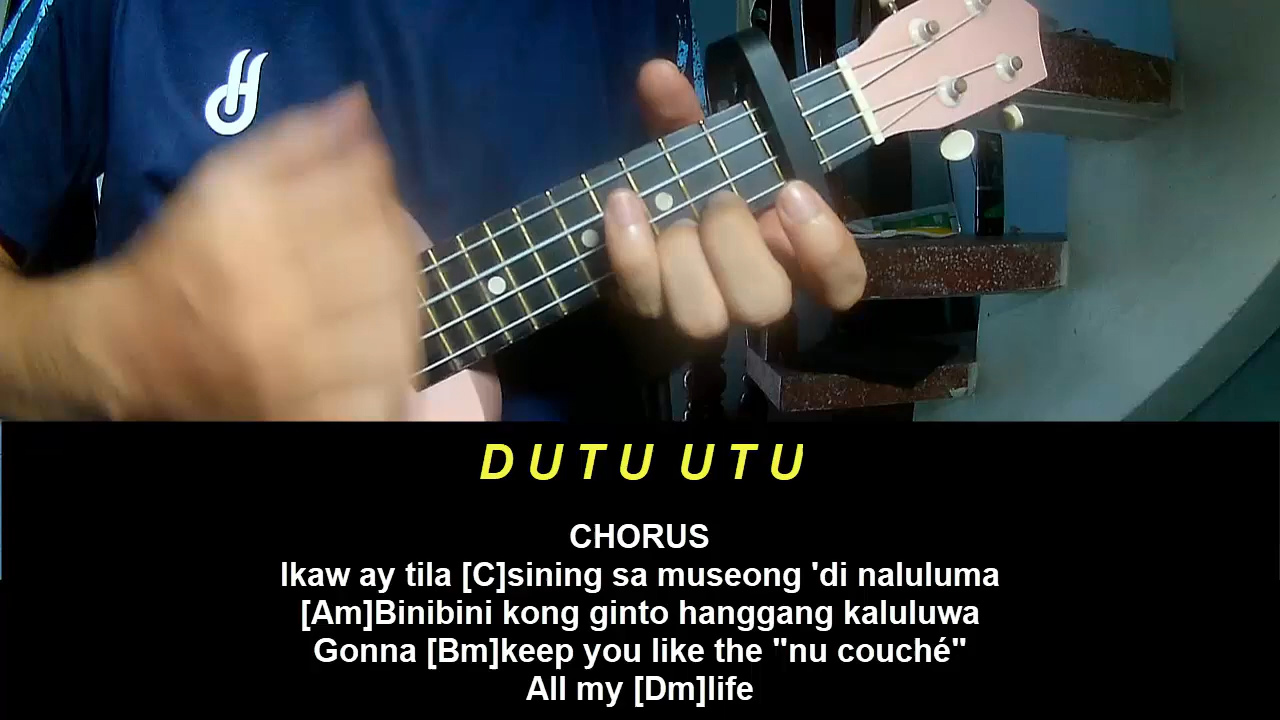 D U T U U T U
CHORUS
Ikaw ay tila [C]sining sa museong 'di naluluma
[Am]Binibini kong ginto hanggang kaluluwa
Gonna [Bm]keep you like the "nu couché"
All my [Dm]life